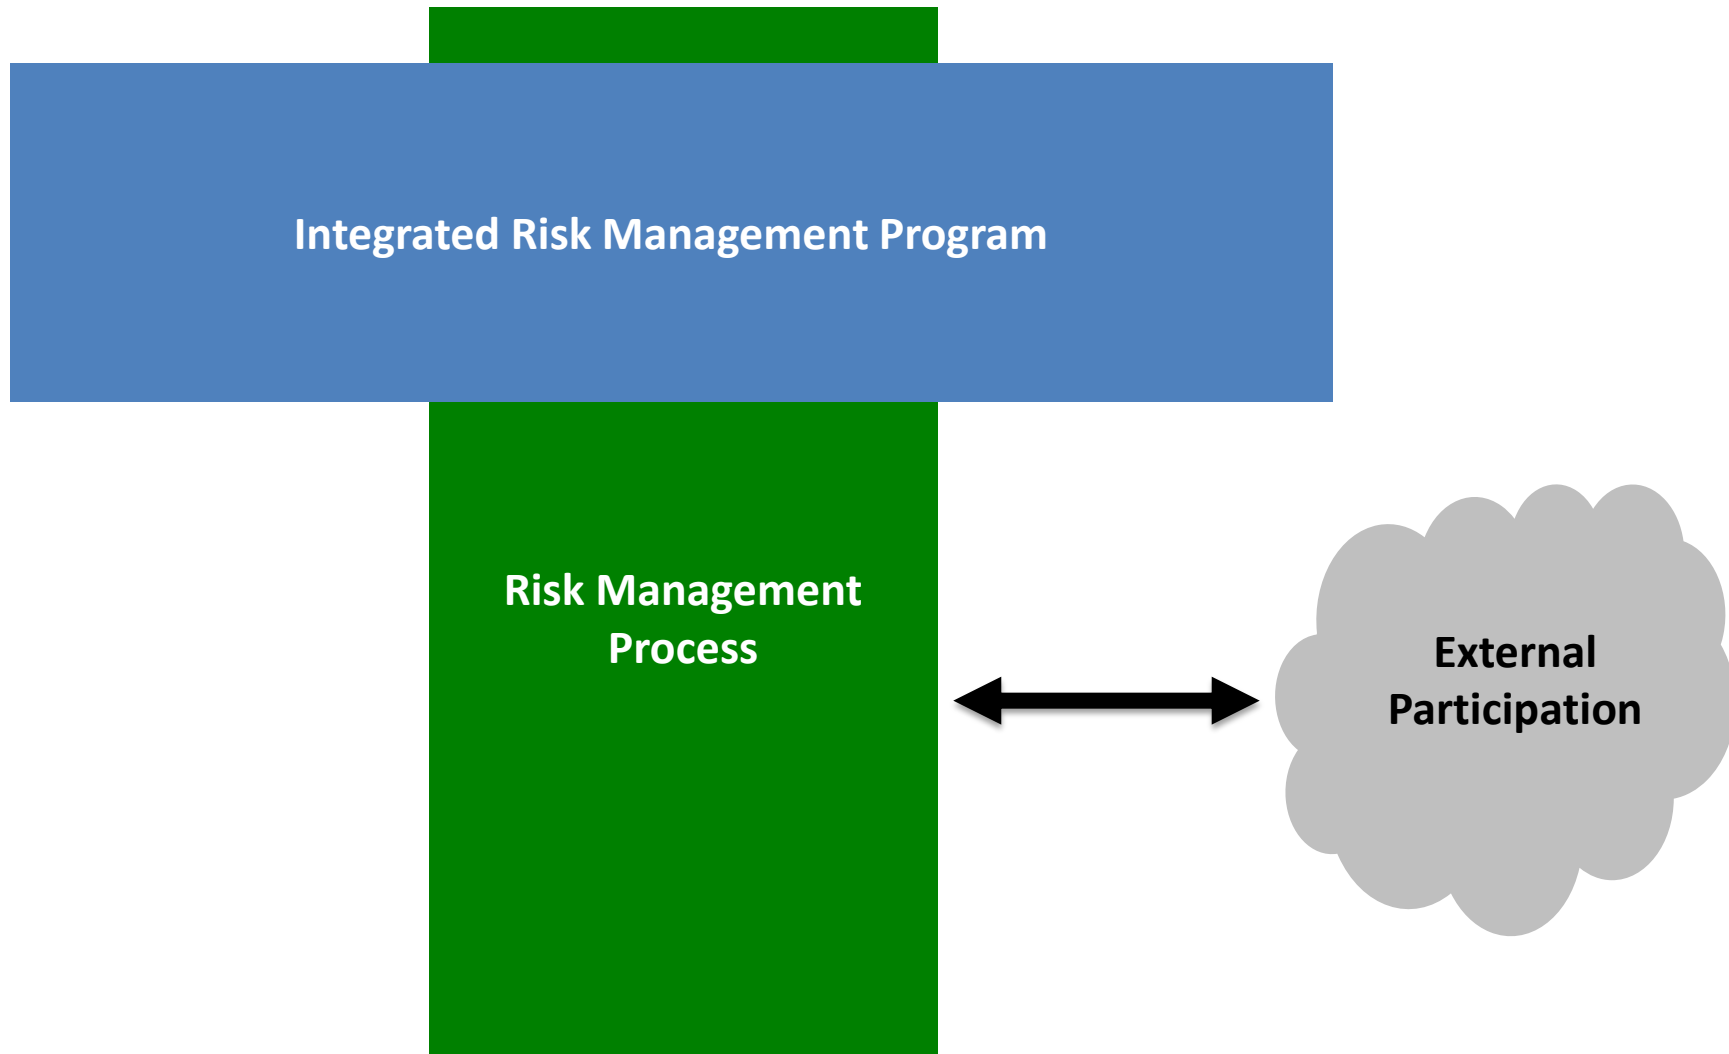 Integrated Risk Management Program
Risk Management
Process
External
Participation